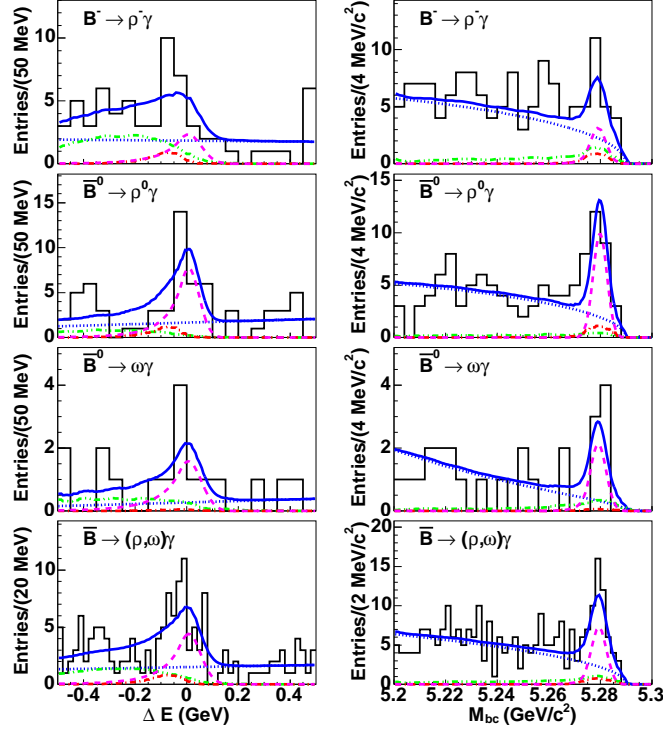 B⁻ → ρ⁻γ
Entries/(50 MeV)
0
5
10
B⁻ → ρ⁻γ
Entries/(4 MeV/c²)
0
5
10
B̅⁰ → ρ⁰γ
Entries/(50 MeV)
0
5
10
15
B̅⁰ → ρ⁰γ
Entries/(4 MeV/c²)
0
5
10
15
B̅⁰ → ωγ
Entries/(50 MeV)
0
2
4
B̅⁰ → ωγ
Entries/(4 MeV/c²)
0
2
4
B̅ → (ρ,ω)γ
Entries/(20 MeV)
0
5
10
B̅ → (ρ,ω)γ
Entries/(2 MeV/c²)
0
5
10
15
20
-0.4 -0.2 0 0.2 0.4
Δ E (GeV)
5.2 5.22 5.24 5.26 5.28 5.3
M_bc (GeV/c²)